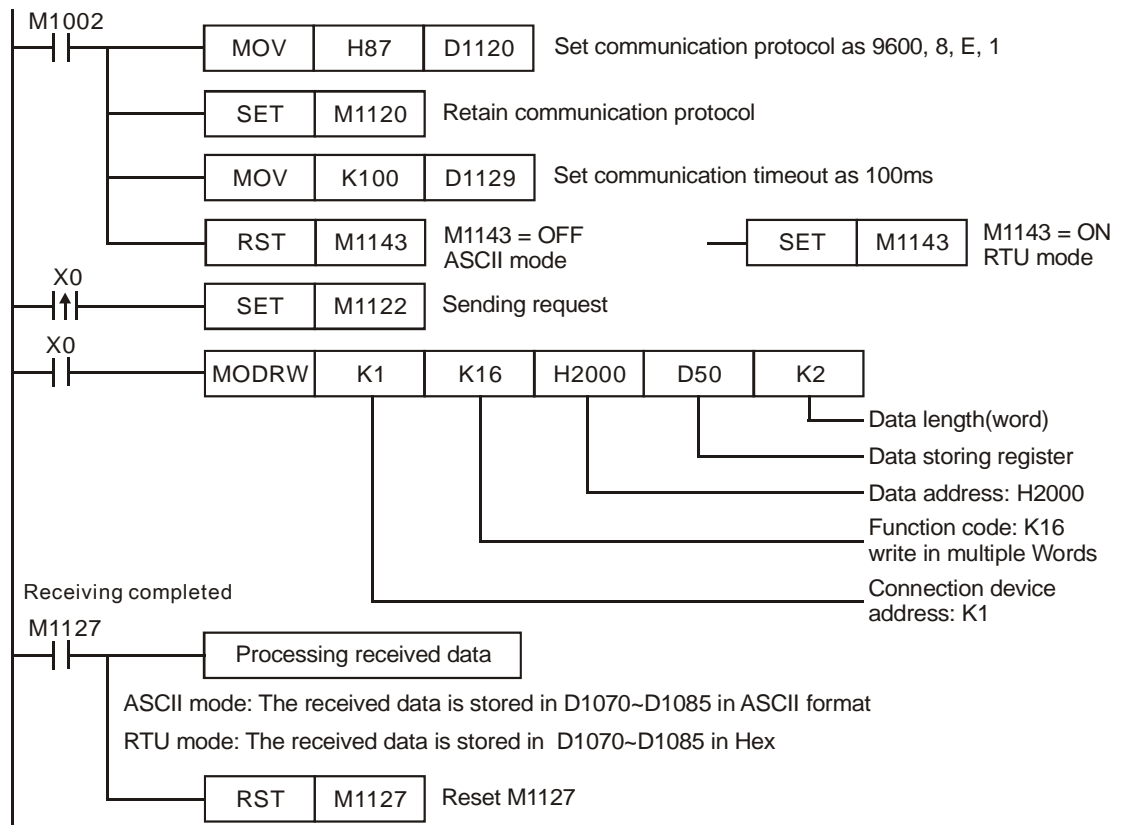 M1002
MOV H87 D1120 Set communication protocol as 9600, 8, E, 1
SET M1120 Retain communication protocol
MOV K100 D1129 Set communication timeout as 100ms
RST M1143 M1143 = OFF
ASCII mode
SET M1143 M1143 = ON
RTU mode
X0
SET M1122 Sending request
X0
MODRW K1 K16 H2000 D50 K2
Data length(word)
Data storing register
Data address: H2000
Function code: K16
write in multiple Words
Connection device
address: K1
Receiving completed
M1127
Processing received data
ASCII mode: The received data is stored in D1070~D1085 in ASCII format
RTU mode: The received data is stored in D1070~D1085 in Hex
RST M1127 Reset M1127